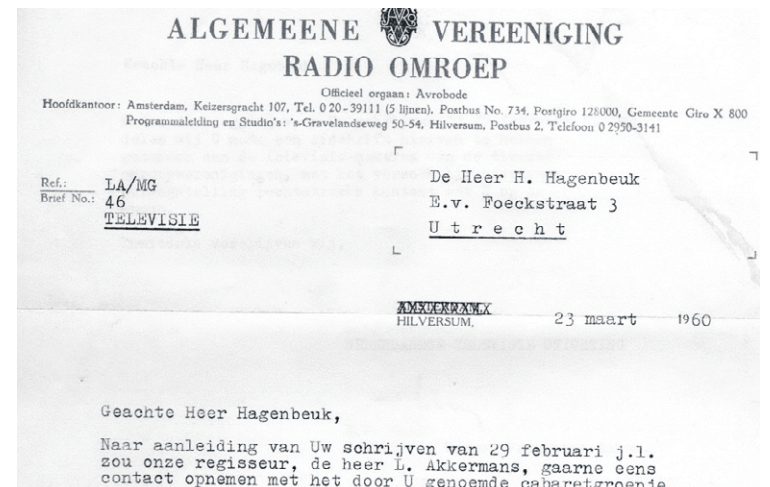 ALGEMEENE AVRO VEREENIGING
RADIO OMROEP
Officieel orgaan: Avrobode
Hoofdkantoor: Amsterdam, Keizersgracht 107, Tel. 0 20-39111 (5 lijnen). Postbus No. 734. Postgiro 128000, Gemeente Giro X 800
Programmaleiding en Studio's: 's-Gravelandseweg 50-54, Hilversum, Postbus 2, Telefoon 0 2950-3141
De Heer H. Hagenbeuk
E.v. Foeckstraat 3
Utrecht
Ref.: LA/MG
Brief No.: 46
TELEVISIE
HILVERSUM, 23 maart 1960
Geachte Heer Hagenbeuk,
Naar aanleiding van Uw schrijven van 29 februari j.l.
zou onze regisseur, de heer L. Akkermans, gaarne eens
contact opnemen met het door U genoemde cabaretgroepje